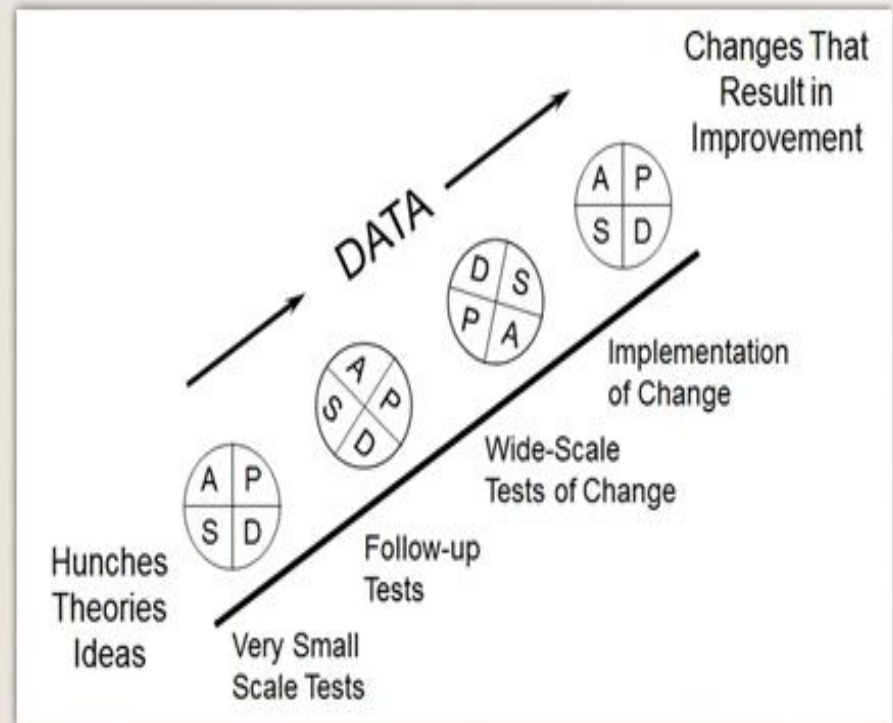 Changes That
Result in
Improvement
DATA
A P
S D
D S
P A
A
S P
D
A P
S D
Hunches
Theories
Ideas
Very Small
Scale Tests
Follow-up
Tests
Wide-Scale
Tests of Change
Implementation
of Change